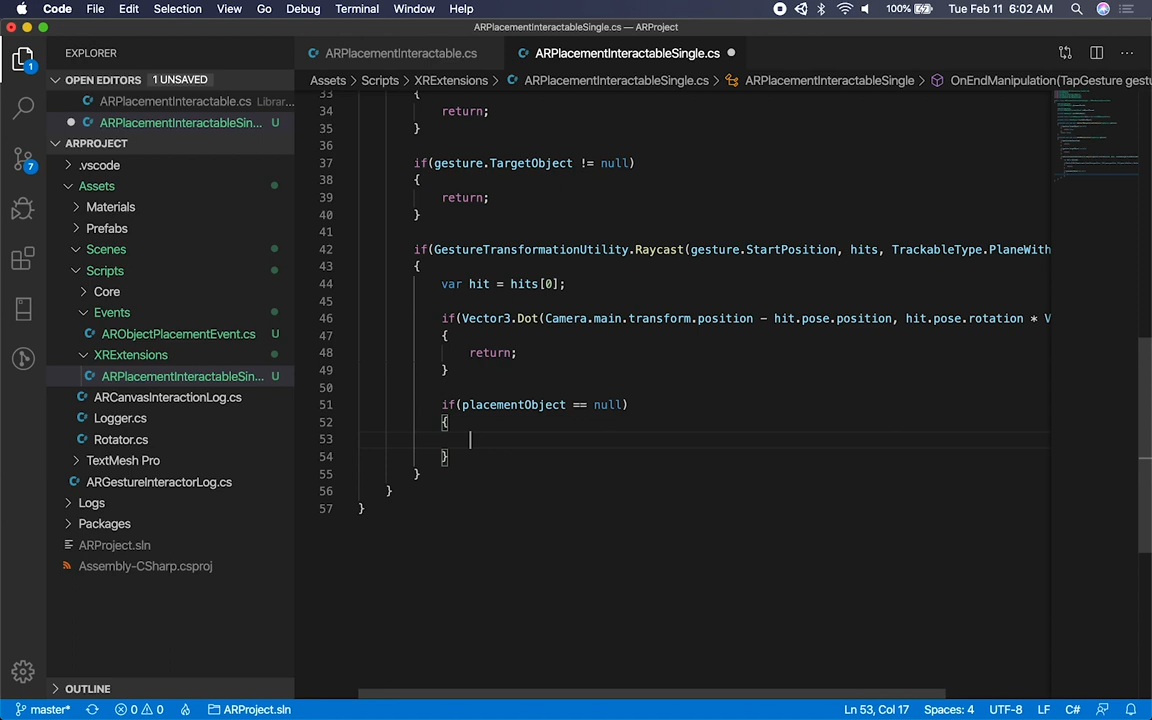 Code File Edit Selection View Go Debug Terminal Window Help 100% Tue Feb 11 6:02 AM
ARPlacementInteractableSingle.cs — ARProject
EXPLORER
ARPlacementInteractable.cs
ARPlacementInteractableSingle.cs
OPEN EDITORS 1 UNSAVED
Assets > Scripts > XRExtensions > ARPlacementInteractableSingle.cs > ARPlacementInteractableSingle > OnEndManipulation(TapGesture gestu
ARPlacementInteractable.cs Librar...
ARPlacementInteractableSin... U
ARPROJECT
.vscode
Assets
Materials
Prefabs
Scenes
Scripts
Core
Events
ARObjectPlacementEvent.cs U
XRExtensions
ARPlacementInteractableSin... U
ARCanvasInteractionLog.cs
Logger.cs
Rotator.cs
TextMesh Pro
ARGestureInteractorLog.cs
Logs
Packages
ARProject.sln
Assembly-CSharp.csproj
OUTLINE
1
7
33 {
34 return;
35 }
36
37 if(gesture.TargetObject != null)
38 {
39 return;
40 }
41
42 if(GestureTransformationUtility.Raycast(gesture.StartPosition, hits, TrackableType.PlaneWith
43 {
44 var hit = hits[0];
45
46 if(Vector3.Dot(Camera.main.transform.position - hit.pose.position, hit.pose.rotation * V
47 {
48 return;
49 }
50
51 if(placementObject == null)
52 {
53
54 }
55 }
56 }
57 }
master* 0 0 ARProject.sln Ln 53, Col 17 Spaces: 4 UTF-8 LF C#